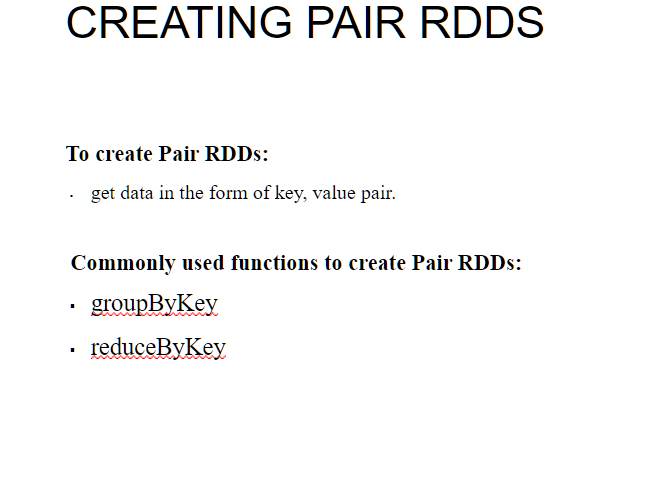 CREATING PAIR RDDS
To create Pair RDDs:
· get data in the form of key, value pair.
Commonly used functions to create Pair RDDs:
▪ groupByKey
▪ reduceByKey